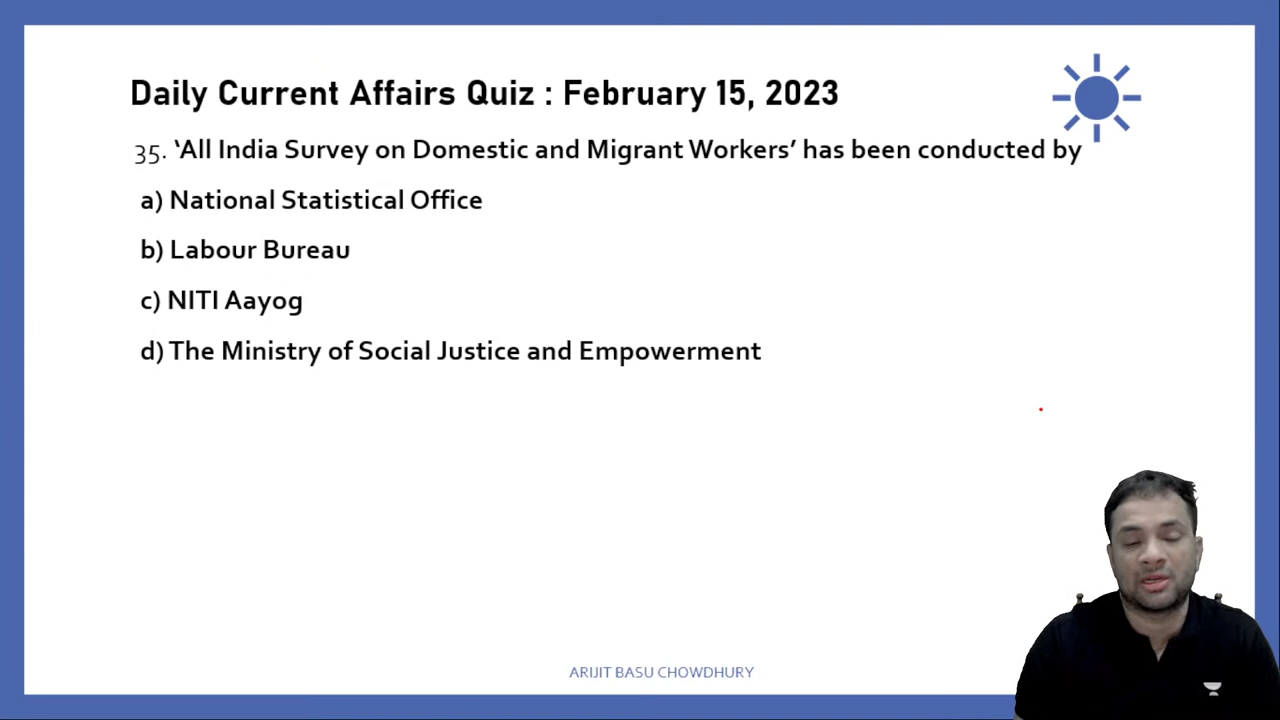 Daily Current Affairs Quiz : February 15, 2023
35. ‘All India Survey on Domestic and Migrant Workers’ has been conducted by
a) National Statistical Office
b) Labour Bureau
c) NITI Aayog
d) The Ministry of Social Justice and Empowerment
ARIJIT BASU CHOWDHURY